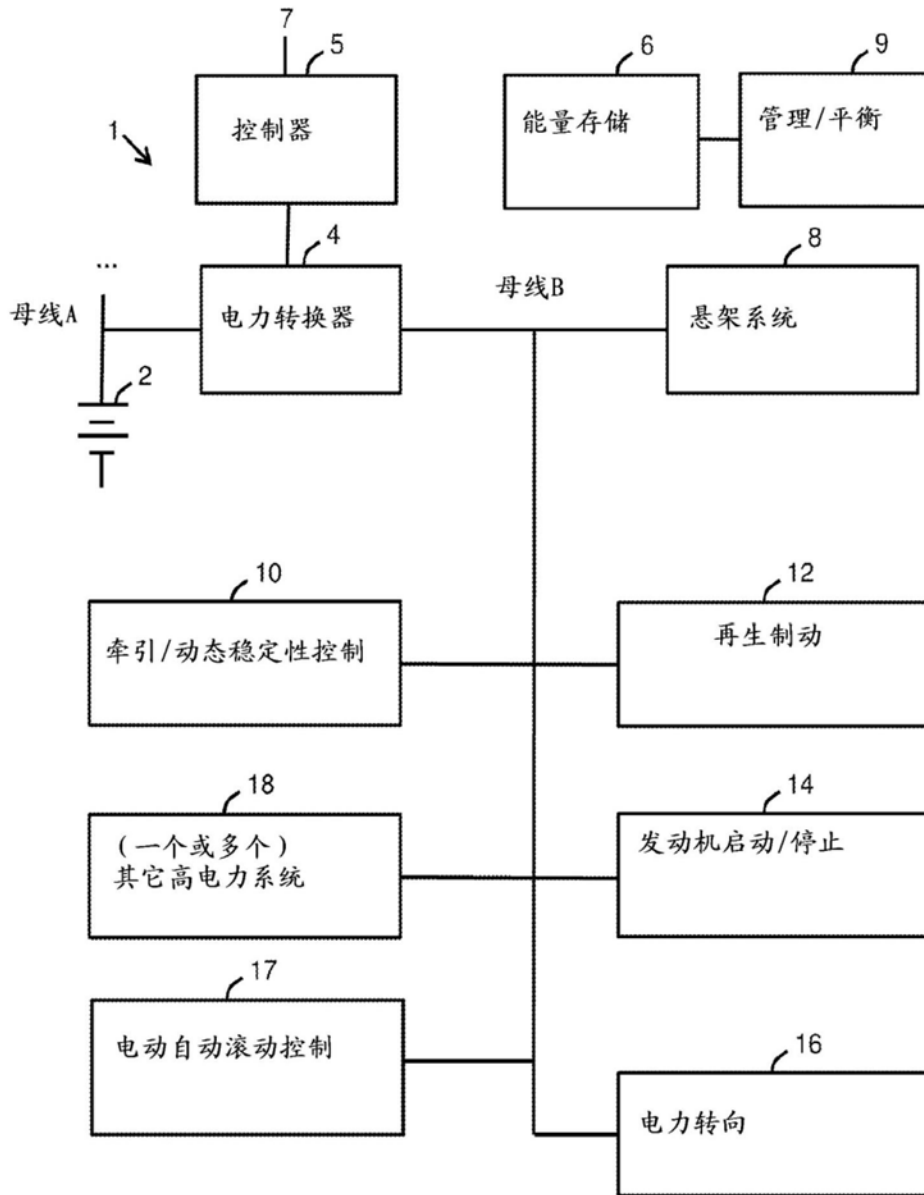 7
5
控制器
6
能量存储
9
管理/平衡
1
4
电力转换器
...
母线A
母线B
8
悬架系统
2
10
牵引/动态稳定性控制
12
再生制动
18
(一个或多个)
其它高电力系统
14
发动机启动/停止
17
电动自动滚动控制
16
电力转向